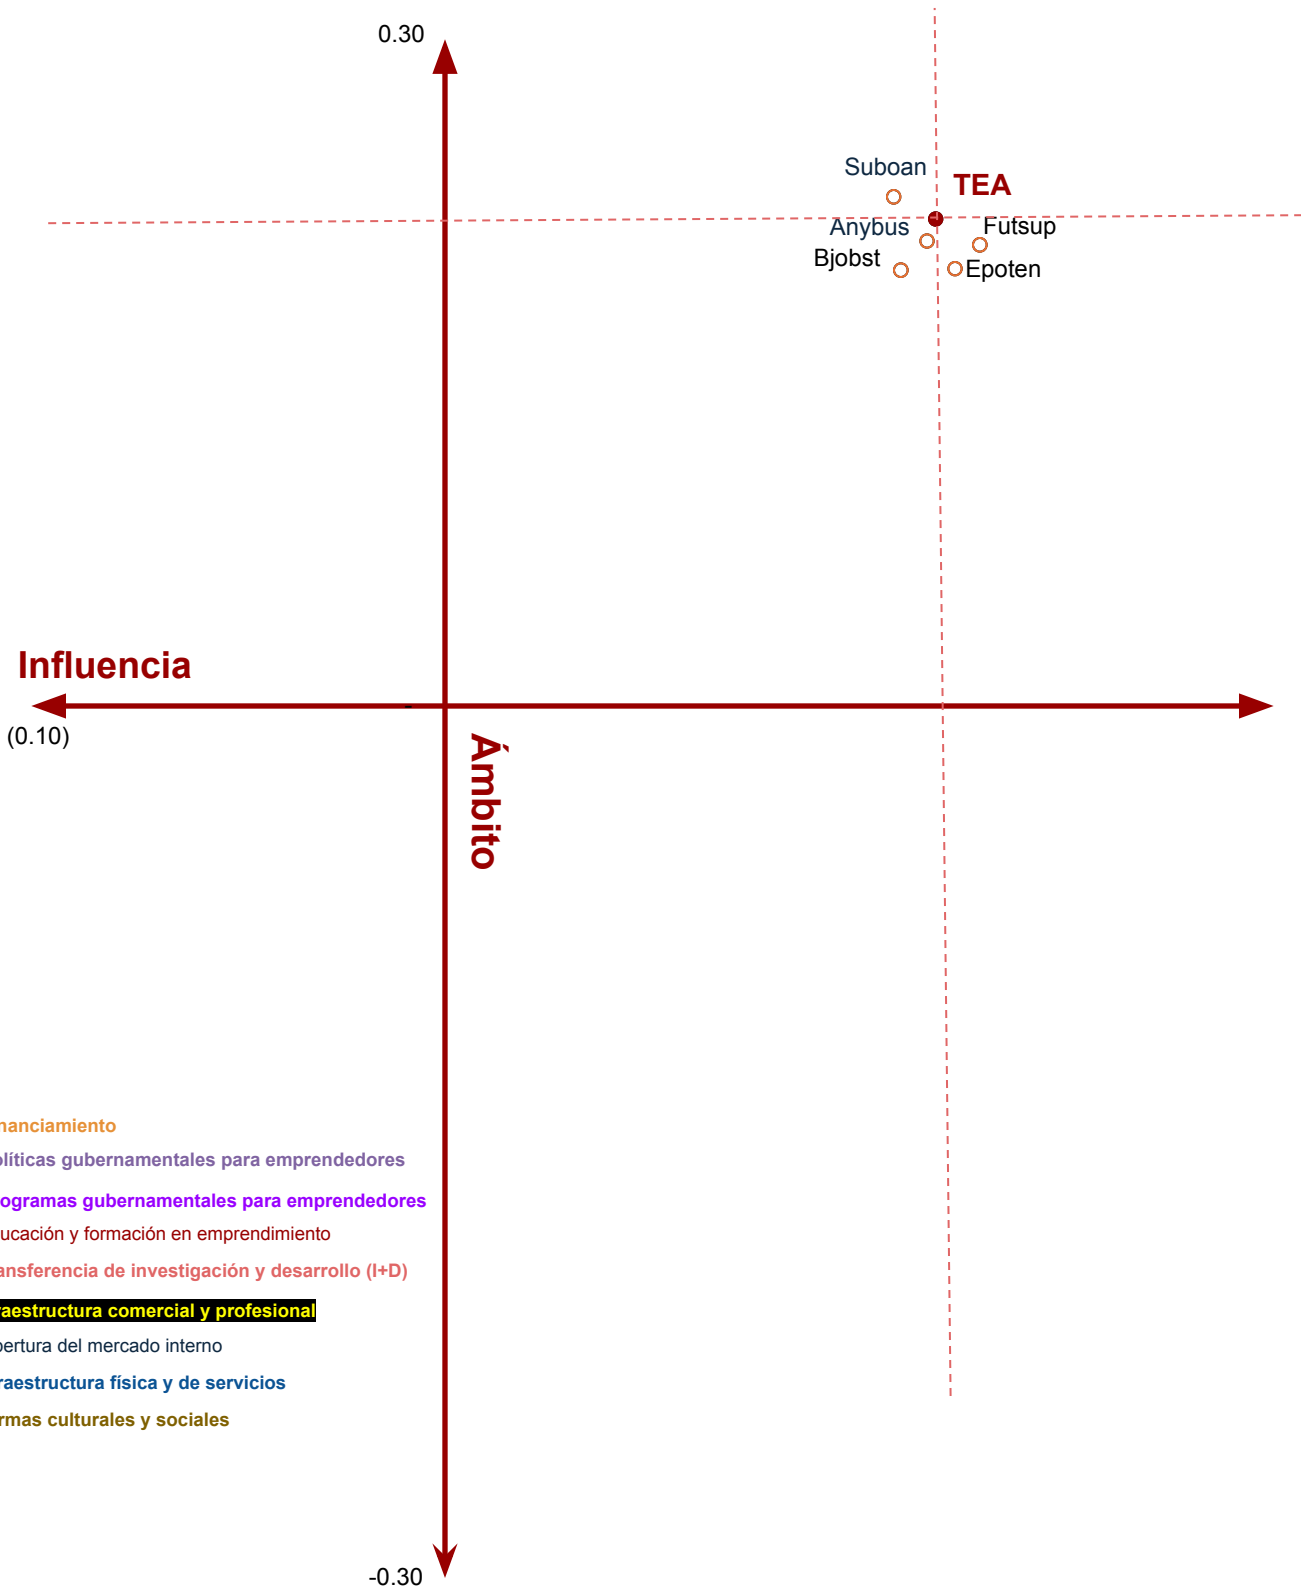 0.30
Suboan
TEA
Anybus
Futsup
Bjobst
Epoten
Influencia
-
(0.10)
Ámbito
nanciamiento
olíticas gubernamentales para emprendedores
ogramas gubernamentales para emprendedores
ucación y formación en emprendimiento
ansferencia de investigación y desarrollo (I+D)
raestructura comercial y profesional
pertura del mercado interno
raestructura física y de servicios
rmas culturales y sociales
-0.30